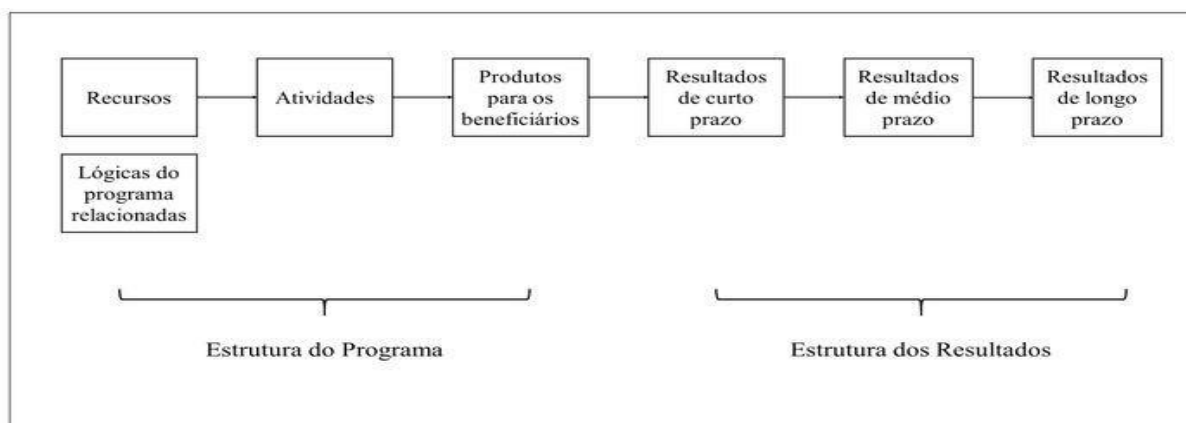 Recursos
Atividades
Produtos
para os
beneficiários
Resultados
de curto
prazo
Resultados
de médio
prazo
Resultados
de longo
prazo
Lógicas do
programa
relacionadas
Estrutura do Programa
Estrutura dos Resultados